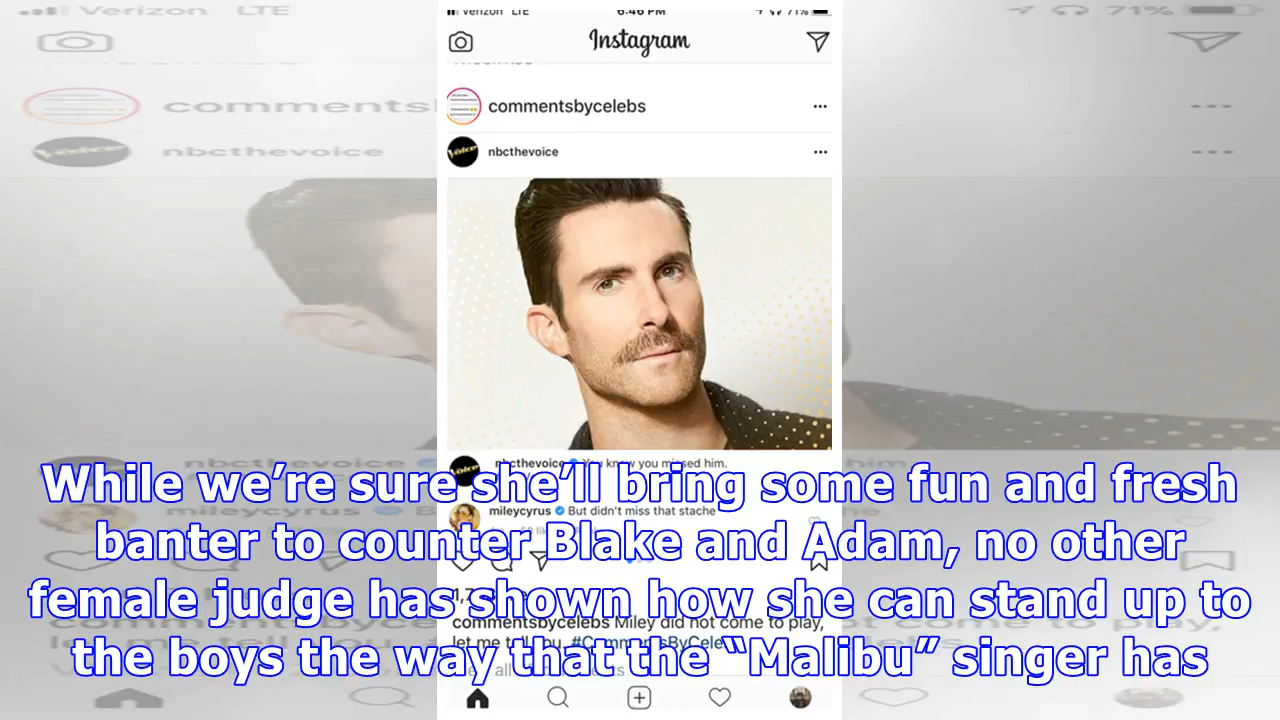 Verizon LTE 6:46 PM 71%
Instagram
commentsbycelebs
nbcthevoice
nbcthevoice You know you missed him.
mileycyrus But didn't miss that stache
commentsbycelebs Miley did not come to play,
let me tell you. #CommentsByCelebs
While we’re sure she’ll bring some fun and fresh
banter to counter Blake and Adam, no other
female judge has shown how she can stand up to
the boys the way that the “Malibu” singer has